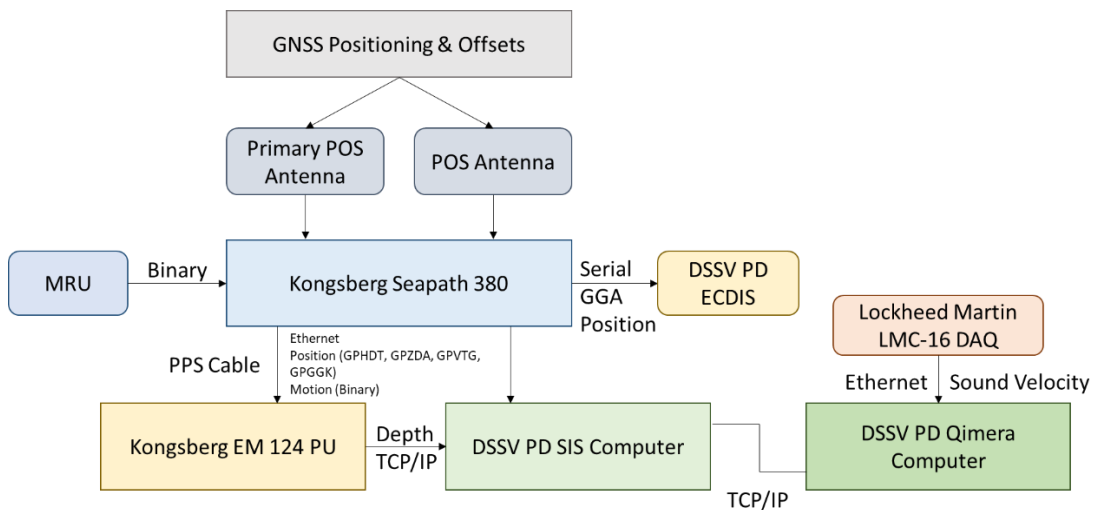 GNSS Positioning & Offsets
Primary POS
Antenna
POS Antenna
MRU
Binary
Kongsberg Seapath 380
Serial
GGA
Position
DSSV PD
ECDIS
Lockheed Martin
LMC-16 DAQ
PPS Cable
Ethernet
Position (GPHDT, GPZDA, GPVTG,
GPGGK)
Motion (Binary)
Ethernet
Sound Velocity
Kongsberg EM 124 PU
Depth
TCP/IP
DSSV PD SIS Computer
TCP/IP
DSSV PD Qimera
Computer